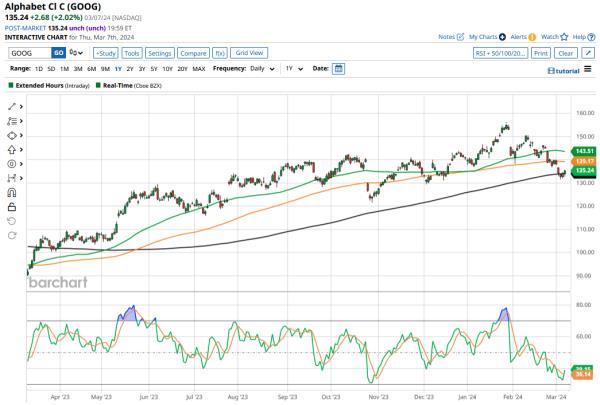 Alphabet Cl C (GOOG)
135.24 +2.68 (+2.02%) 03/07/24 [NASDAQ]
POST-MARKET 135.24 unch (unch) 19:59 ET
INTERACTIVE CHART for Thu, Mar 7th, 2024
Notes My Charts Alerts Watch Help
GOOG GO +Study Tools Settings Compare f(x) Grid View RSI + 50/100/20... Print Clear
Range: 1D 5D 1M 3M 6M 9M 1Y 2Y 3Y 5Y 10Y 20Y MAX Frequency: Daily 1Y Date:
tutorial
Extended Hours (Intraday) Real-Time (Cboe BZX)
160.00
143.51
139.17
135.24
130.00
120.00
110.00
100.00
90.00
barchart
80.00
60.00
36.14
Apr '23 May '23 Jun '23 Jul '23 Aug '23 Sep '23 Oct '23 Nov '23 Dec '23 Jan '24 Feb '24 Mar '24